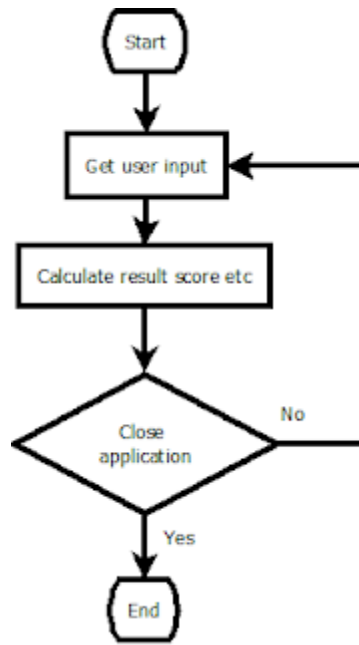 Start
Get user input
Calculate result score etc
Close
application
No
Yes
End